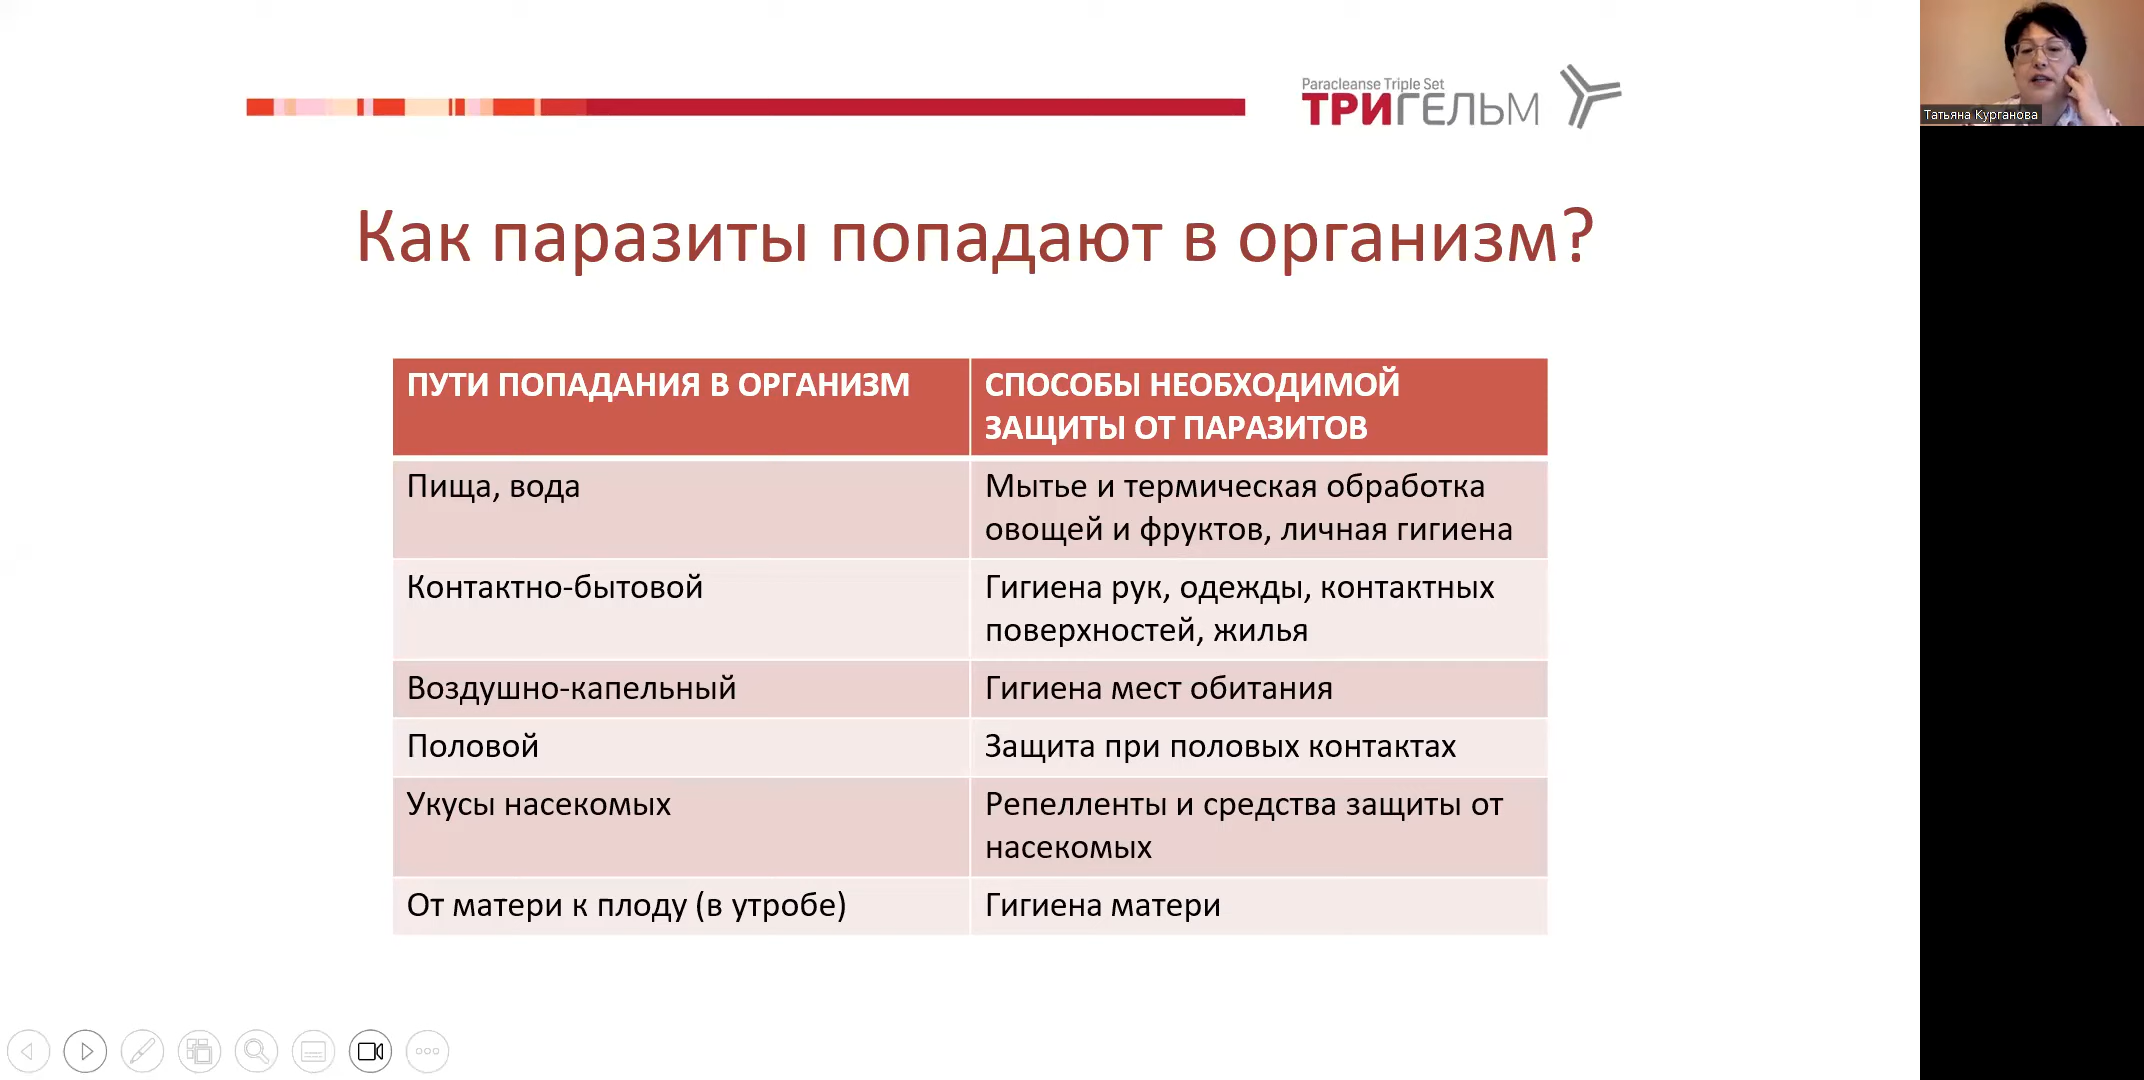 Paracleanse Triple Set
ТРИГЕЛЬМ
Татьяна Курганова
Как паразиты попадают в организм?
ПУТИ ПОПАДАНИЯ В ОРГАНИЗМ
СПОСОБЫ НЕОБХОДИМОЙ
ЗАЩИТЫ ОТ ПАРАЗИТОВ
Пища, вода
Мытье и термическая обработка
овощей и фруктов, личная гигиена
Контактно-бытовой
Гигиена рук, одежды, контактных
поверхностей, жилья
Воздушно-капельный
Гигиена мест обитания
Половой
Защита при половых контактах
Укусы насекомых
Репелленты и средства защиты от
насекомых
От матери к плоду (в утробе)
Гигиена матери